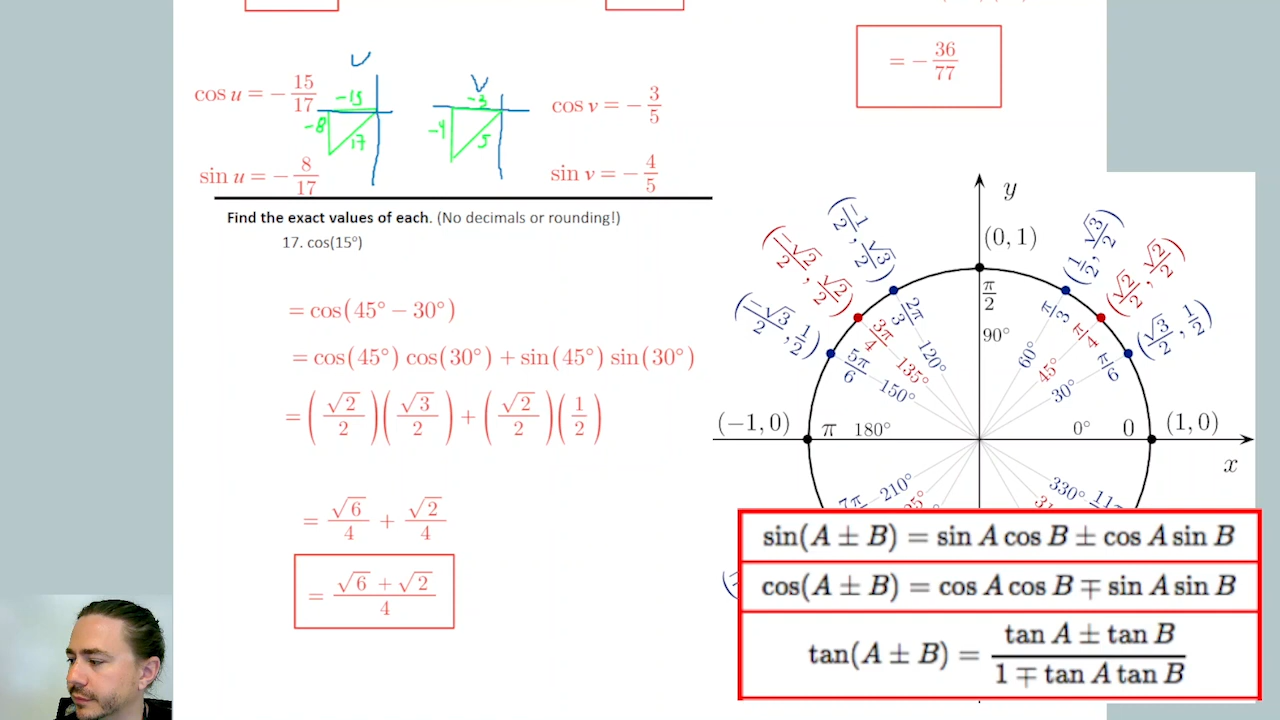 = − 36/77
U
V
cos u = − 15/17
−15
−3
cos v = − 3/5
−8
17
−4
5
sin u = − 8/17
sin v = − 4/5
Find the exact values of each. (No decimals or rounding!)
17. cos(15°)
= cos(45° − 30°)
= cos(45°) cos(30°) + sin(45°) sin(30°)
= (√2/2)(√3/2) + (√2/2)(1/2)
= √6/4 + √2/4
= (√6 + √2)/4
y
(0, 1)
(−1/2, √3/2)
(1/2, √3/2)
(−√2/2, √2/2)
(√2/2, √2/2)
(−√3/2, 1/2)
(√3/2, 1/2)
π/2
2π/3
π/3
3π/4
π/4
5π/6
π/6
90°
120°
60°
135°
45°
150°
30°
(−1, 0)
π
180°
0°
0
(1, 0)
x
210°
330°
sin(A ± B) = sin A cos B ± cos A sin B
cos(A ± B) = cos A cos B ∓ sin A sin B
tan(A ± B) = (tan A ± tan B)/(1 ∓ tan A tan B)